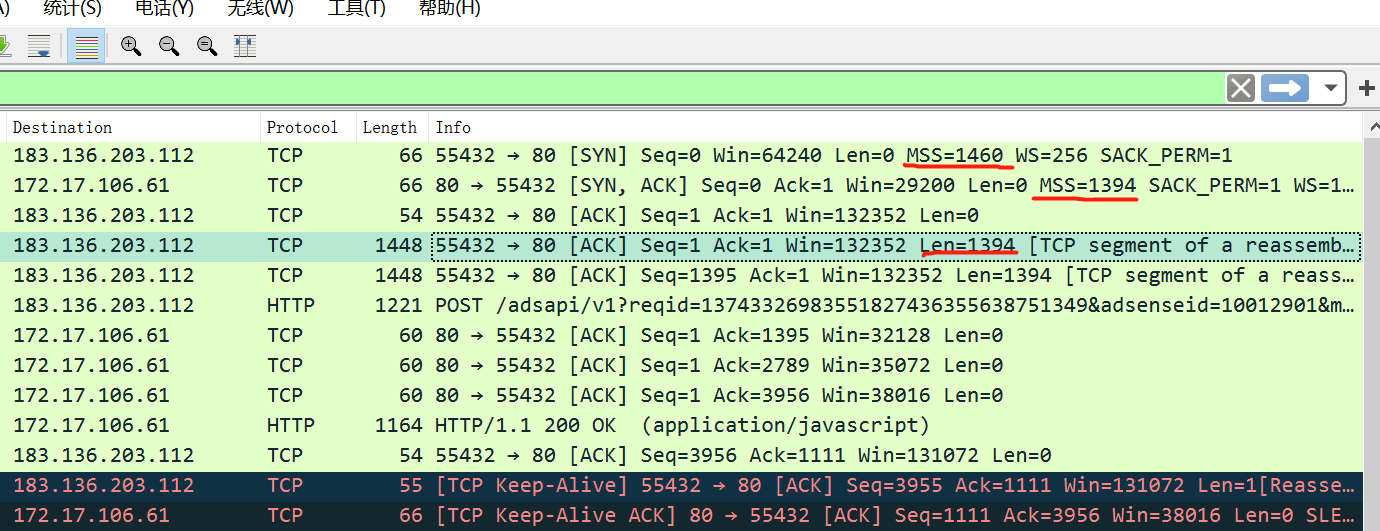 A) 统计(S) 电话(Y) 无线(W) 工具(T) 帮助(H)
Destination Protocol Length Info
183.136.203.112 TCP 66 55432 → 80 [SYN] Seq=0 Win=64240 Len=0 MSS=1460 WS=256 SACK_PERM=1
172.17.106.61 TCP 66 80 → 55432 [SYN, ACK] Seq=0 Ack=1 Win=29200 Len=0 MSS=1394 SACK_PERM=1 WS=1…
183.136.203.112 TCP 54 55432 → 80 [ACK] Seq=1 Ack=1 Win=132352 Len=0
183.136.203.112 TCP 1448 55432 → 80 [ACK] Seq=1 Ack=1 Win=132352 Len=1394 [TCP segment of a reassemb…
183.136.203.112 TCP 1448 55432 → 80 [ACK] Seq=1395 Ack=1 Win=132352 Len=1394 [TCP segment of a reass…
183.136.203.112 HTTP 1221 POST /adsapi/v1?reqid=13743326983551827436355638751349&adsenseid=10012901&m…
172.17.106.61 TCP 60 80 → 55432 [ACK] Seq=1 Ack=1395 Win=32128 Len=0
172.17.106.61 TCP 60 80 → 55432 [ACK] Seq=1 Ack=2789 Win=35072 Len=0
172.17.106.61 TCP 60 80 → 55432 [ACK] Seq=1 Ack=3956 Win=38016 Len=0
172.17.106.61 HTTP 1164 HTTP/1.1 200 OK (application/javascript)
183.136.203.112 TCP 54 55432 → 80 [ACK] Seq=3956 Ack=1111 Win=131072 Len=0
183.136.203.112 TCP 55 [TCP Keep-Alive] 55432 → 80 [ACK] Seq=3955 Ack=1111 Win=131072 Len=1[Reasse…
172.17.106.61 TCP 66 [TCP Keep-Alive ACK] 80 → 55432 [ACK] Seq=1111 Ack=3956 Win=38016 Len=0 SLE…